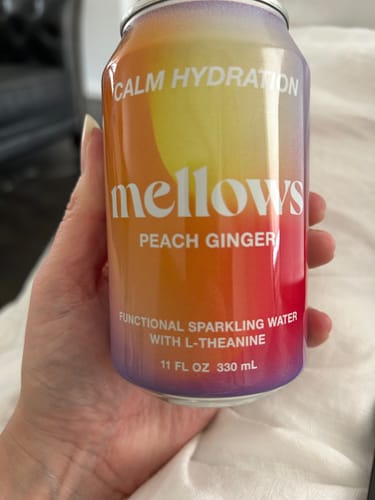 CALM HYDRATION
mellows
PEACH GINGER
FUNCTIONAL SPARKLING WATER
WITH L-THEANINE
11 FL OZ 330 mL